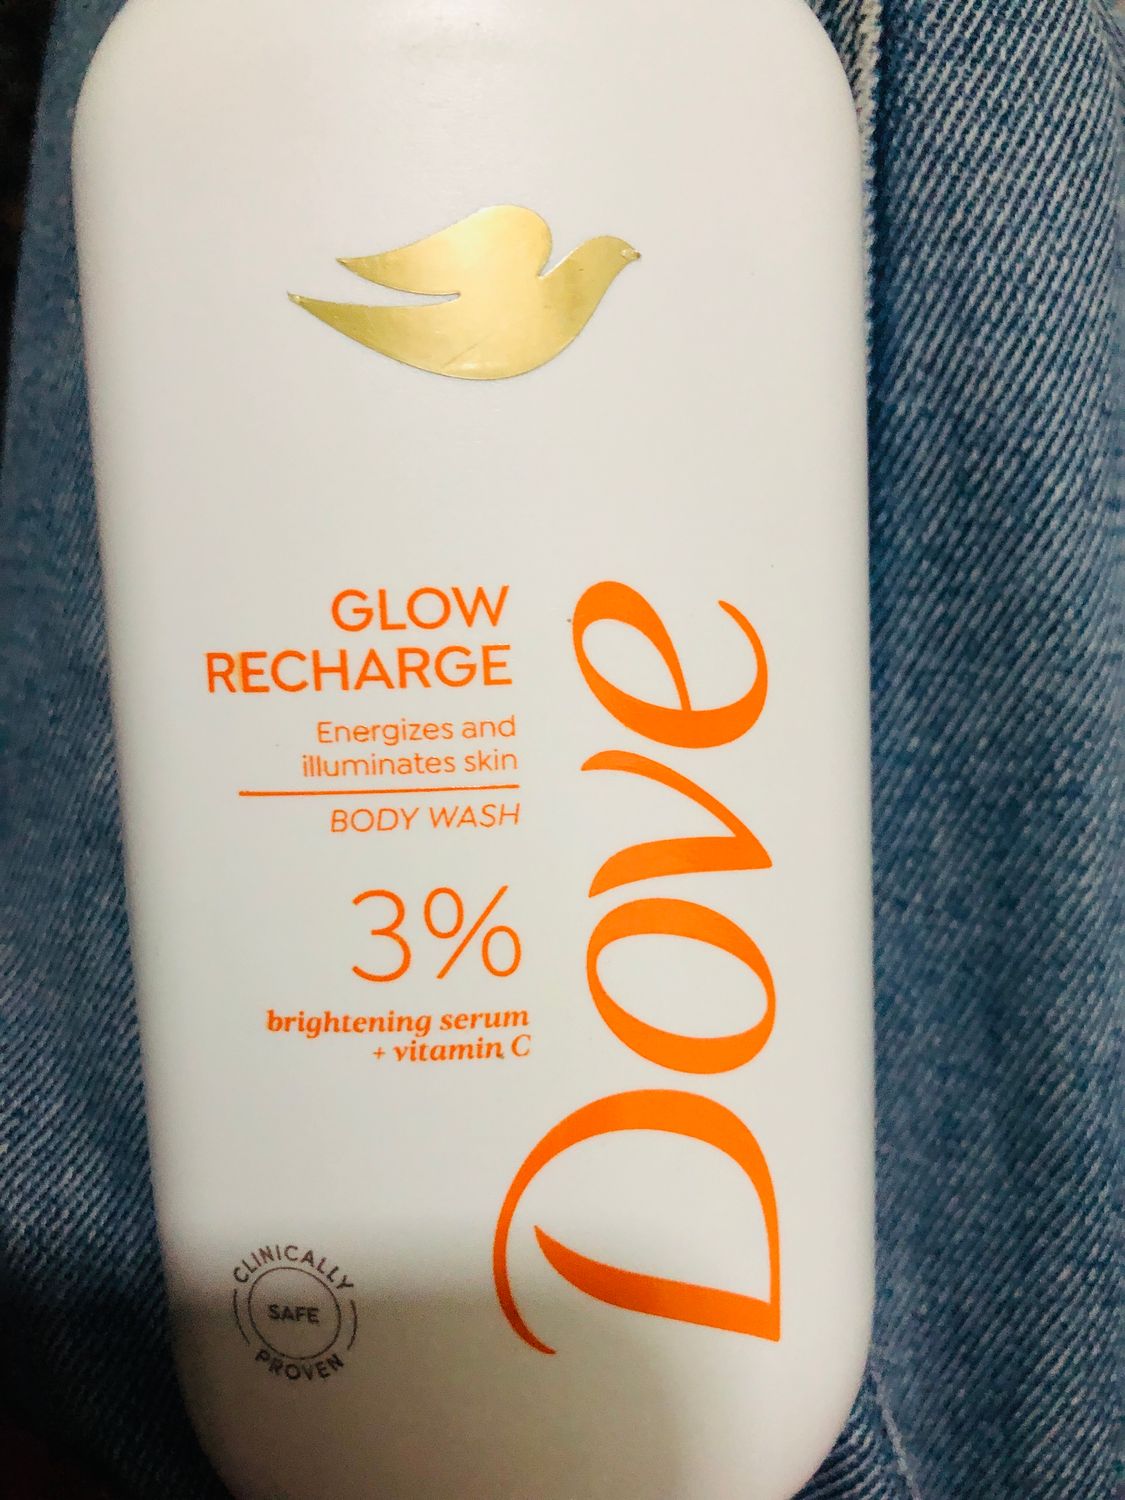 GLOW
RECHARGE
Energizes and
illuminates skin
BODY WASH
3%
brightening serum
+ vitamin C
Dove
CLINICALLY
SAFE
PROVEN